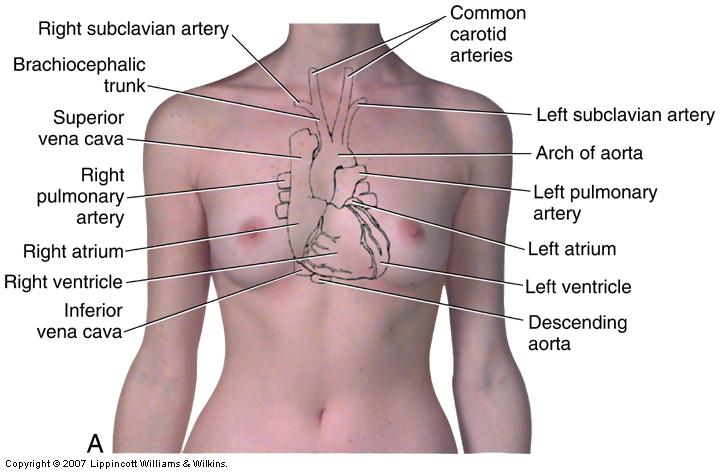 Right subclavian artery
Brachiocephalic
trunk
Superior
vena cava
Right
pulmonary
artery
Right atrium
Right ventricle
Inferior
vena cava
Common
carotid
arteries
Left subclavian artery
Arch of aorta
Left pulmonary
artery
Left atrium
Left ventricle
Descending
aorta
A
Copyright © 2007 Lippincott Williams & Wilkins.